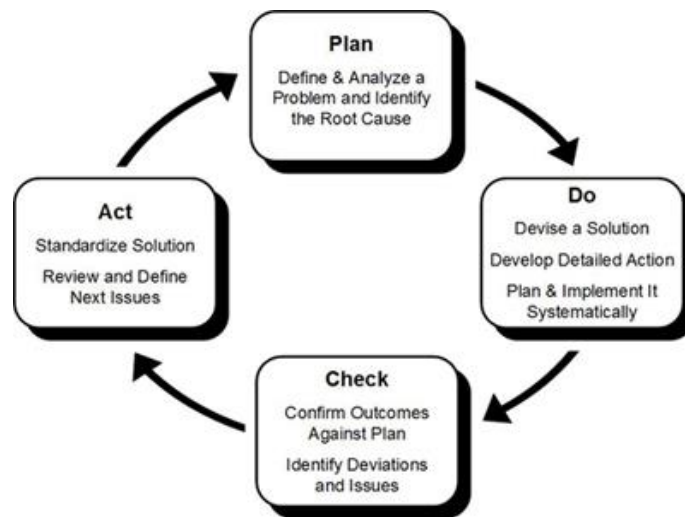 Plan
Define & Analyze a
Problem and Identify
the Root Cause
Do
Devise a Solution
Develop Detailed Action
Plan & Implement It
Systematically
Check
Confirm Outcomes
Against Plan
Identify Deviations
and Issues
Act
Standardize Solution
Review and Define
Next Issues